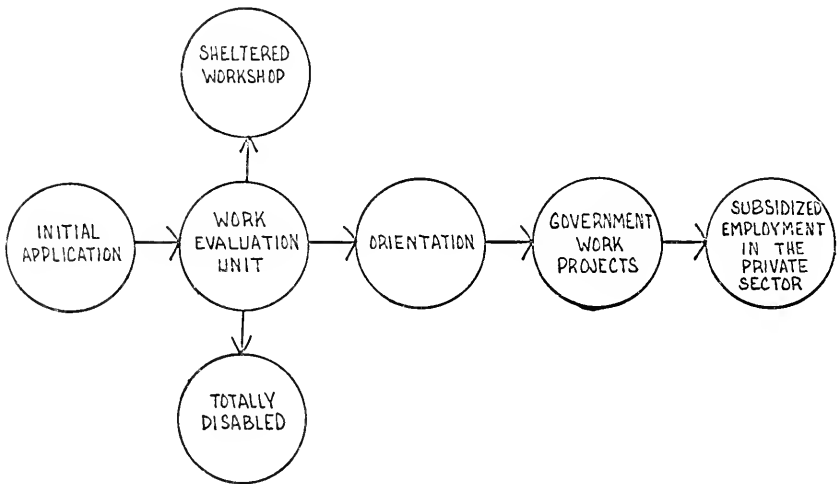 SHELTERED
WORKSHOP
INITIAL
APPLICATION
WORK
EVALUATION
UNIT
ORIENTATION
GOVERNMENT
WORK
PROJECTS
SUBSIDIZED
EMPLOYMENT
IN THE
PRIVATE
SECTOR
TOTALLY
DISABLED